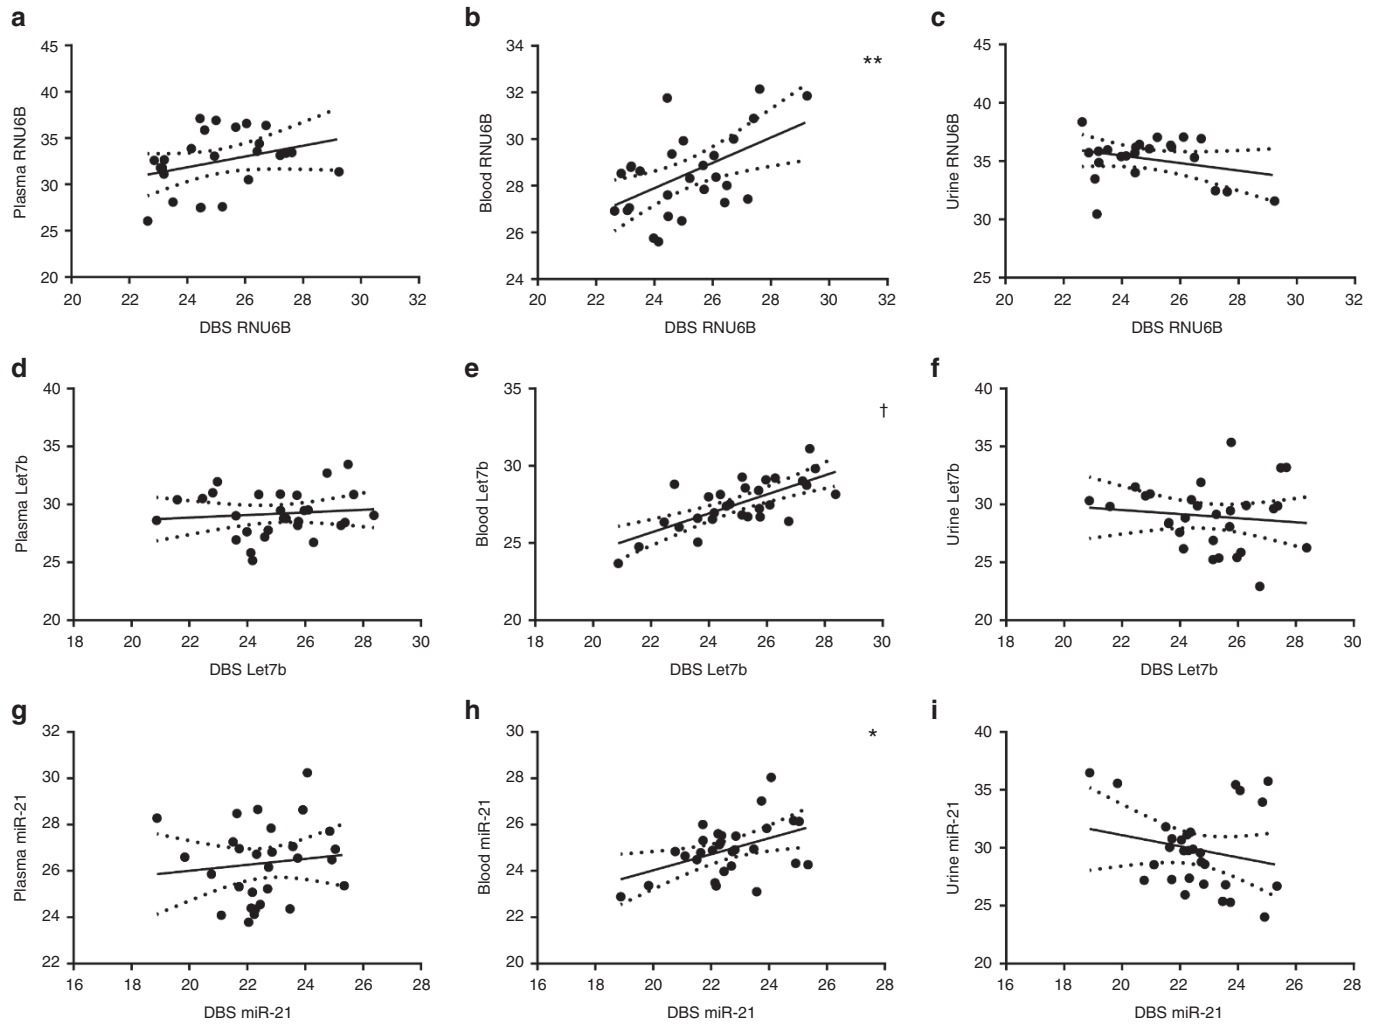 a
45
40
35
30
25
20
Plasma RNU6B
20 22 24 26 28 30 32
DBS RNU6B
b
**
34
32
30
28
26
24
Blood RNU6B
20 22 24 26 28 30 32
DBS RNU6B
c
45
40
35
30
25
Urine RNU6B
20 22 24 26 28 30 32
DBS RNU6B
d
40
35
30
25
20
Plasma Let7b
18 20 22 24 26 28 30
DBS Let7b
e
†
35
30
25
20
Blood Let7b
18 20 22 24 26 28 30
DBS Let7b
f
40
35
30
25
20
Urine Let7b
18 20 22 24 26 28 30
DBS Let7b
g
32
30
28
26
24
22
Plasma miR-21
16 18 20 22 24 26 28
DBS miR-21
h
*
30
28
26
24
22
20
Blood miR-21
16 18 20 22 24 26 28
DBS miR-21
i
40
35
30
25
20
Urine miR-21
16 18 20 22 24 26 28
DBS miR-21